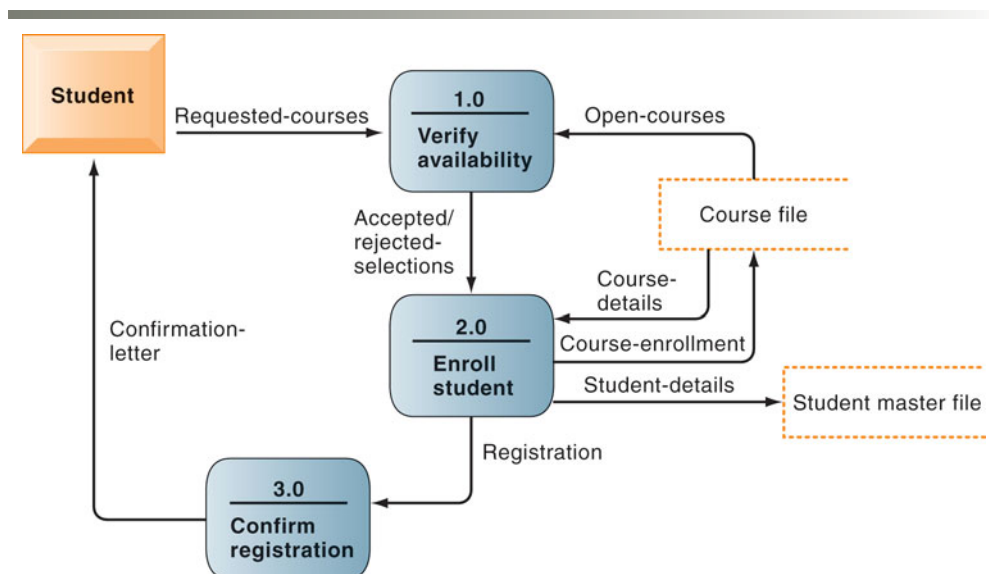 Student
Requested-courses
1.0
Verify
availability
Open-courses
Course file
Accepted/
rejected-
selections
Course-
details
2.0
Enroll
student
Course-enrollment
Student-details
Student master file
Confirmation-
letter
Registration
3.0
Confirm
registration